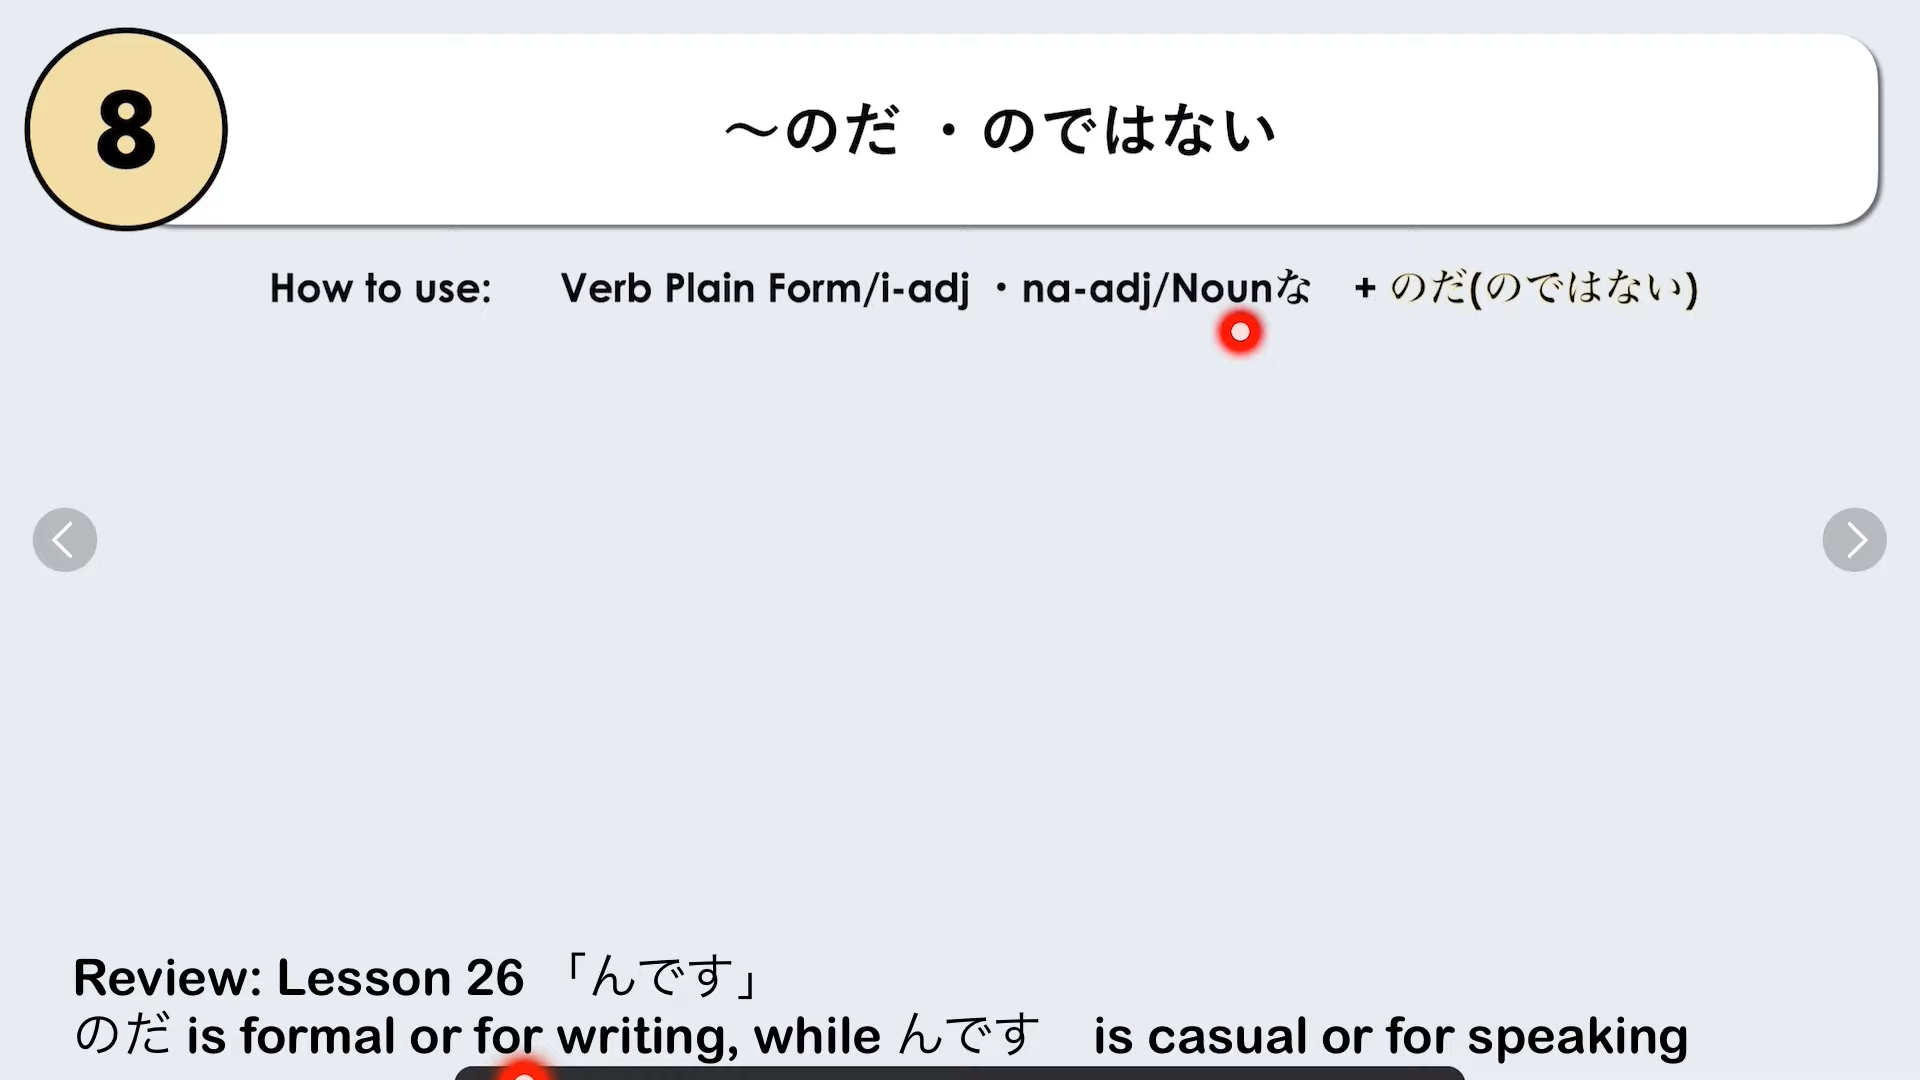 8
～のだ・のではない
How to use: Verb Plain Form/i-adj ・na-adj/Nounな + のだ(のではない)
Review: Lesson 26 「んです」
のだ is formal or for writing, while んです is casual or for speaking